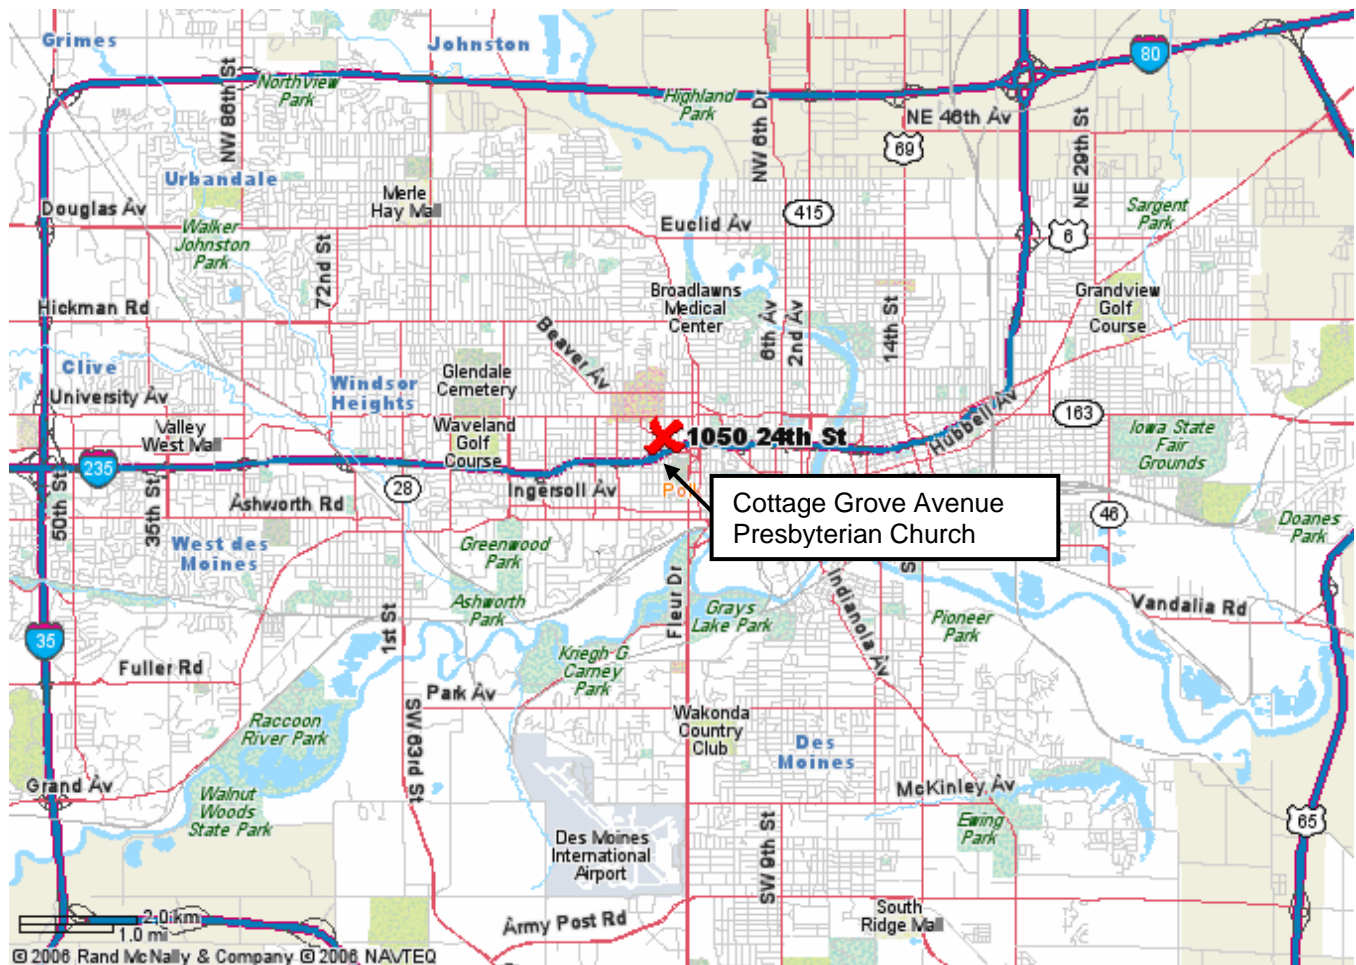 Grimes
Johnston
80
NW 86th St
Northview
Park
Highland
Park
NW 6th Dr
NE 46th Av
69
NE 29th St
Urbandale
Merle
Hay Mall
Douglas Av
415
Euclid Av
Sargent
Park
Walker
Johnston
Park
6
72nd St
Hickman Rd
Broadlawns
Medical
Center
6th Av
2nd Av
14th St
Grandview
Golf
Course
Beaver Av
Clive
Glendale
Cemetery
Windsor
Heights
University Av
163
Hubbell Av
Valley
West Mall
Waveland
Golf
Course
1050 24th St
Iowa State
Fair
Grounds
235
50th St
35th St
Ashworth Rd
28
Ingersoll Av
Cottage Grove Avenue
Presbyterian Church
46
Doanes
Park
West des
Moines
Greenwood
Park
Ashworth
Park
Fleur Dr
Grays
Lake Park
Indianola Av
Pioneer
Park
Vandalia Rd
35
1st St
Fuller Rd
Kriegh-G
Carney
Park
Park Av
SW 63rd St
Raccoon
River Park
Wakonda
Country
Club
Des
Moines
Grand Av
Walnut
Woods
State Park
McKinley Av
Ewing
Park
65
Des Moines
International
Airport
SW 9th St
South
Ridge Mall
Army Post Rd
2.0 km
1.0 mi
© 2006 Rand McNally & Company © 2006 NAVTEQ